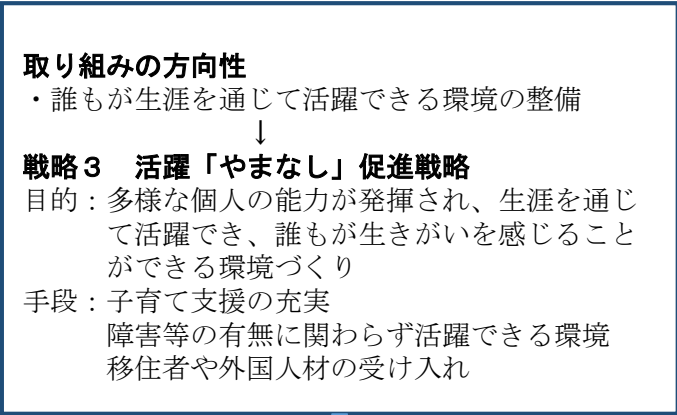 取り組みの方向性
・誰もが生涯を通じて活躍できる環境の整備
↓
戦略３　活躍「やまなし」促進戦略
目的：多様な個人の能力が発揮され、生涯を通じ
て活躍でき、誰もが生きがいを感じること
ができる環境づくり
手段：子育て支援の充実
障害等の有無に関わらず活躍できる環境
移住者や外国人材の受け入れ